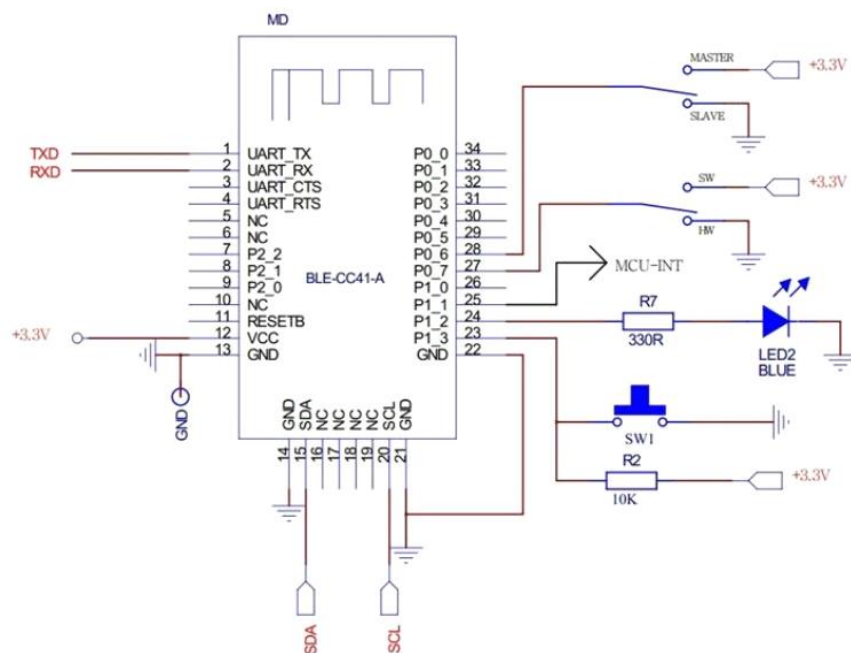 MD
MASTER
+3.3V
SLAVE
TXD
RXD
1 UART_TX
2 UART_RX
3 UART_CTS
4 UART_RTS
5 NC
6 NC
7 P2_2
8 P2_1
9 P2_0
10 NC
11 RESETB
12 VCC
13 GND
+3.3V
GND
BLE-CC41-A
P0_0 34
P0_1 33
P0_2 32
P0_3 31
P0_4 30
P0_5 29
P0_6 28
P0_7 27
P1_0 26
P1_1 25
P1_2 24
P1_3 23
GND 22
SW
+3.3V
HW
MCU-INT
R7
330R
LED2
BLUE
SW1
R2
10K
+3.3V
GND 14
SDA 15
NC 16
NC 17
NC 18
NC 19
SCL 20
GND 21
SDA
SCL